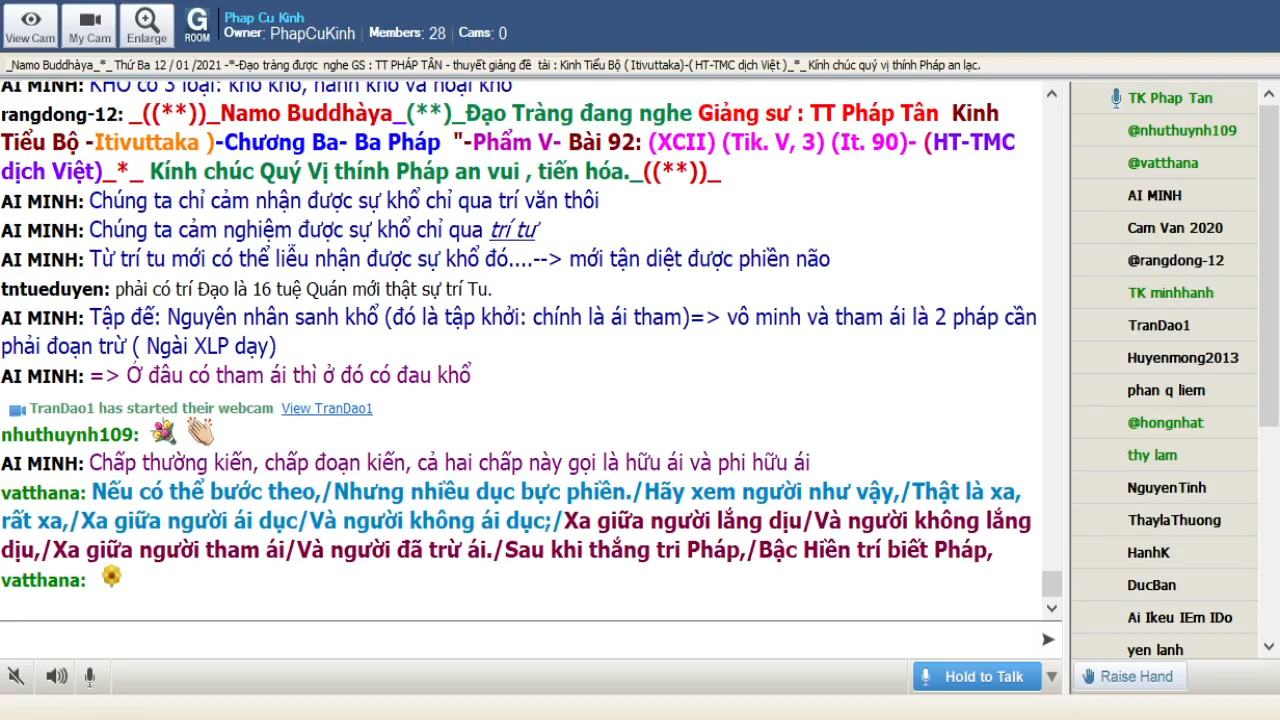 View Cam
My Cam
Enlarge
G
ROOM
Phap Cu Kinh
Owner: PhapCuKinh | Members: 28 | Cams: 0
_Namo Buddhàya_*_ Thứ Ba 12 / 01 /2021 -*-Đạo tràng được nghe GS : TT PHÁP TÂN - thuyết giảng đề tài : Kinh Tiểu Bộ ( Itivuttaka)-( HT-TMC dịch Việt )_*_ Kính chúc quý vị thính Pháp an lạc.
AI MINH: KHổ có 3 loại: khổ khổ, hành khổ và hoại khổ
rangdong-12: _((**))_Namo Buddhàya_(**)_Đạo Tràng đang nghe Giảng sư : TT Pháp Tân Kinh
Tiểu Bộ -Itivuttaka )-Chương Ba- Ba Pháp "-Phẩm V- Bài 92: (XCII) (Tik. V, 3) (It. 90)- (HT-TMC
dịch Việt)_*_ Kính chúc Quý Vị thính Pháp an vui , tiến hóa._((**))_
AI MINH: Chúng ta chỉ cảm nhận được sự khổ chỉ qua trí văn thôi
AI MINH: Chúng ta cảm nghiệm được sự khổ chỉ qua trí tư
AI MINH: Từ trí tu mới có thể liễu nhận được sự khổ đó....--> mới tận diệt được phiền não
tntueduyen: phải có trí Đạo là 16 tuệ Quán mới thật sự trí Tu.
AI MINH: Tập đế: Nguyên nhân sanh khổ (đó là tập khởi: chính là ái tham)=> vô minh và tham ái là 2 pháp cần
phải đoạn trừ ( Ngài XLP dạy)
AI MINH: => Ở đâu có tham ái thì ở đó có đau khổ
TranDao1 has started their webcam View TranDao1
nhuthuynh109:
AI MINH: Chấp thường kiến, chấp đoạn kiến, cả hai chấp này gọi là hữu ái và phi hữu ái
vatthana: Nếu có thể bước theo,/Nhưng nhiều dục bực phiền./Hãy xem người như vậy,/Thật là xa,
rất xa,/Xa giữa người ái dục/Và người không ái dục;/Xa giữa người lắng dịu/Và người không lắng
dịu,/Xa giữa người tham ái/Và người đã trừ ái./Sau khi thắng tri Pháp,/Bậc Hiền trí biết Pháp,
vatthana:
Hold to Talk
TK Phap Tan
@nhuthuynh109
@vatthana
AI MINH
Cam Van 2020
@rangdong-12
TK minhhanh
TranDao1
Huyenmong2013
phan q liem
@hongnhat
thy lam
NguyenTinh
ThaylaThuong
HanhK
DucBan
Ai Ikeu IEm IDo
yen lanh
Raise Hand